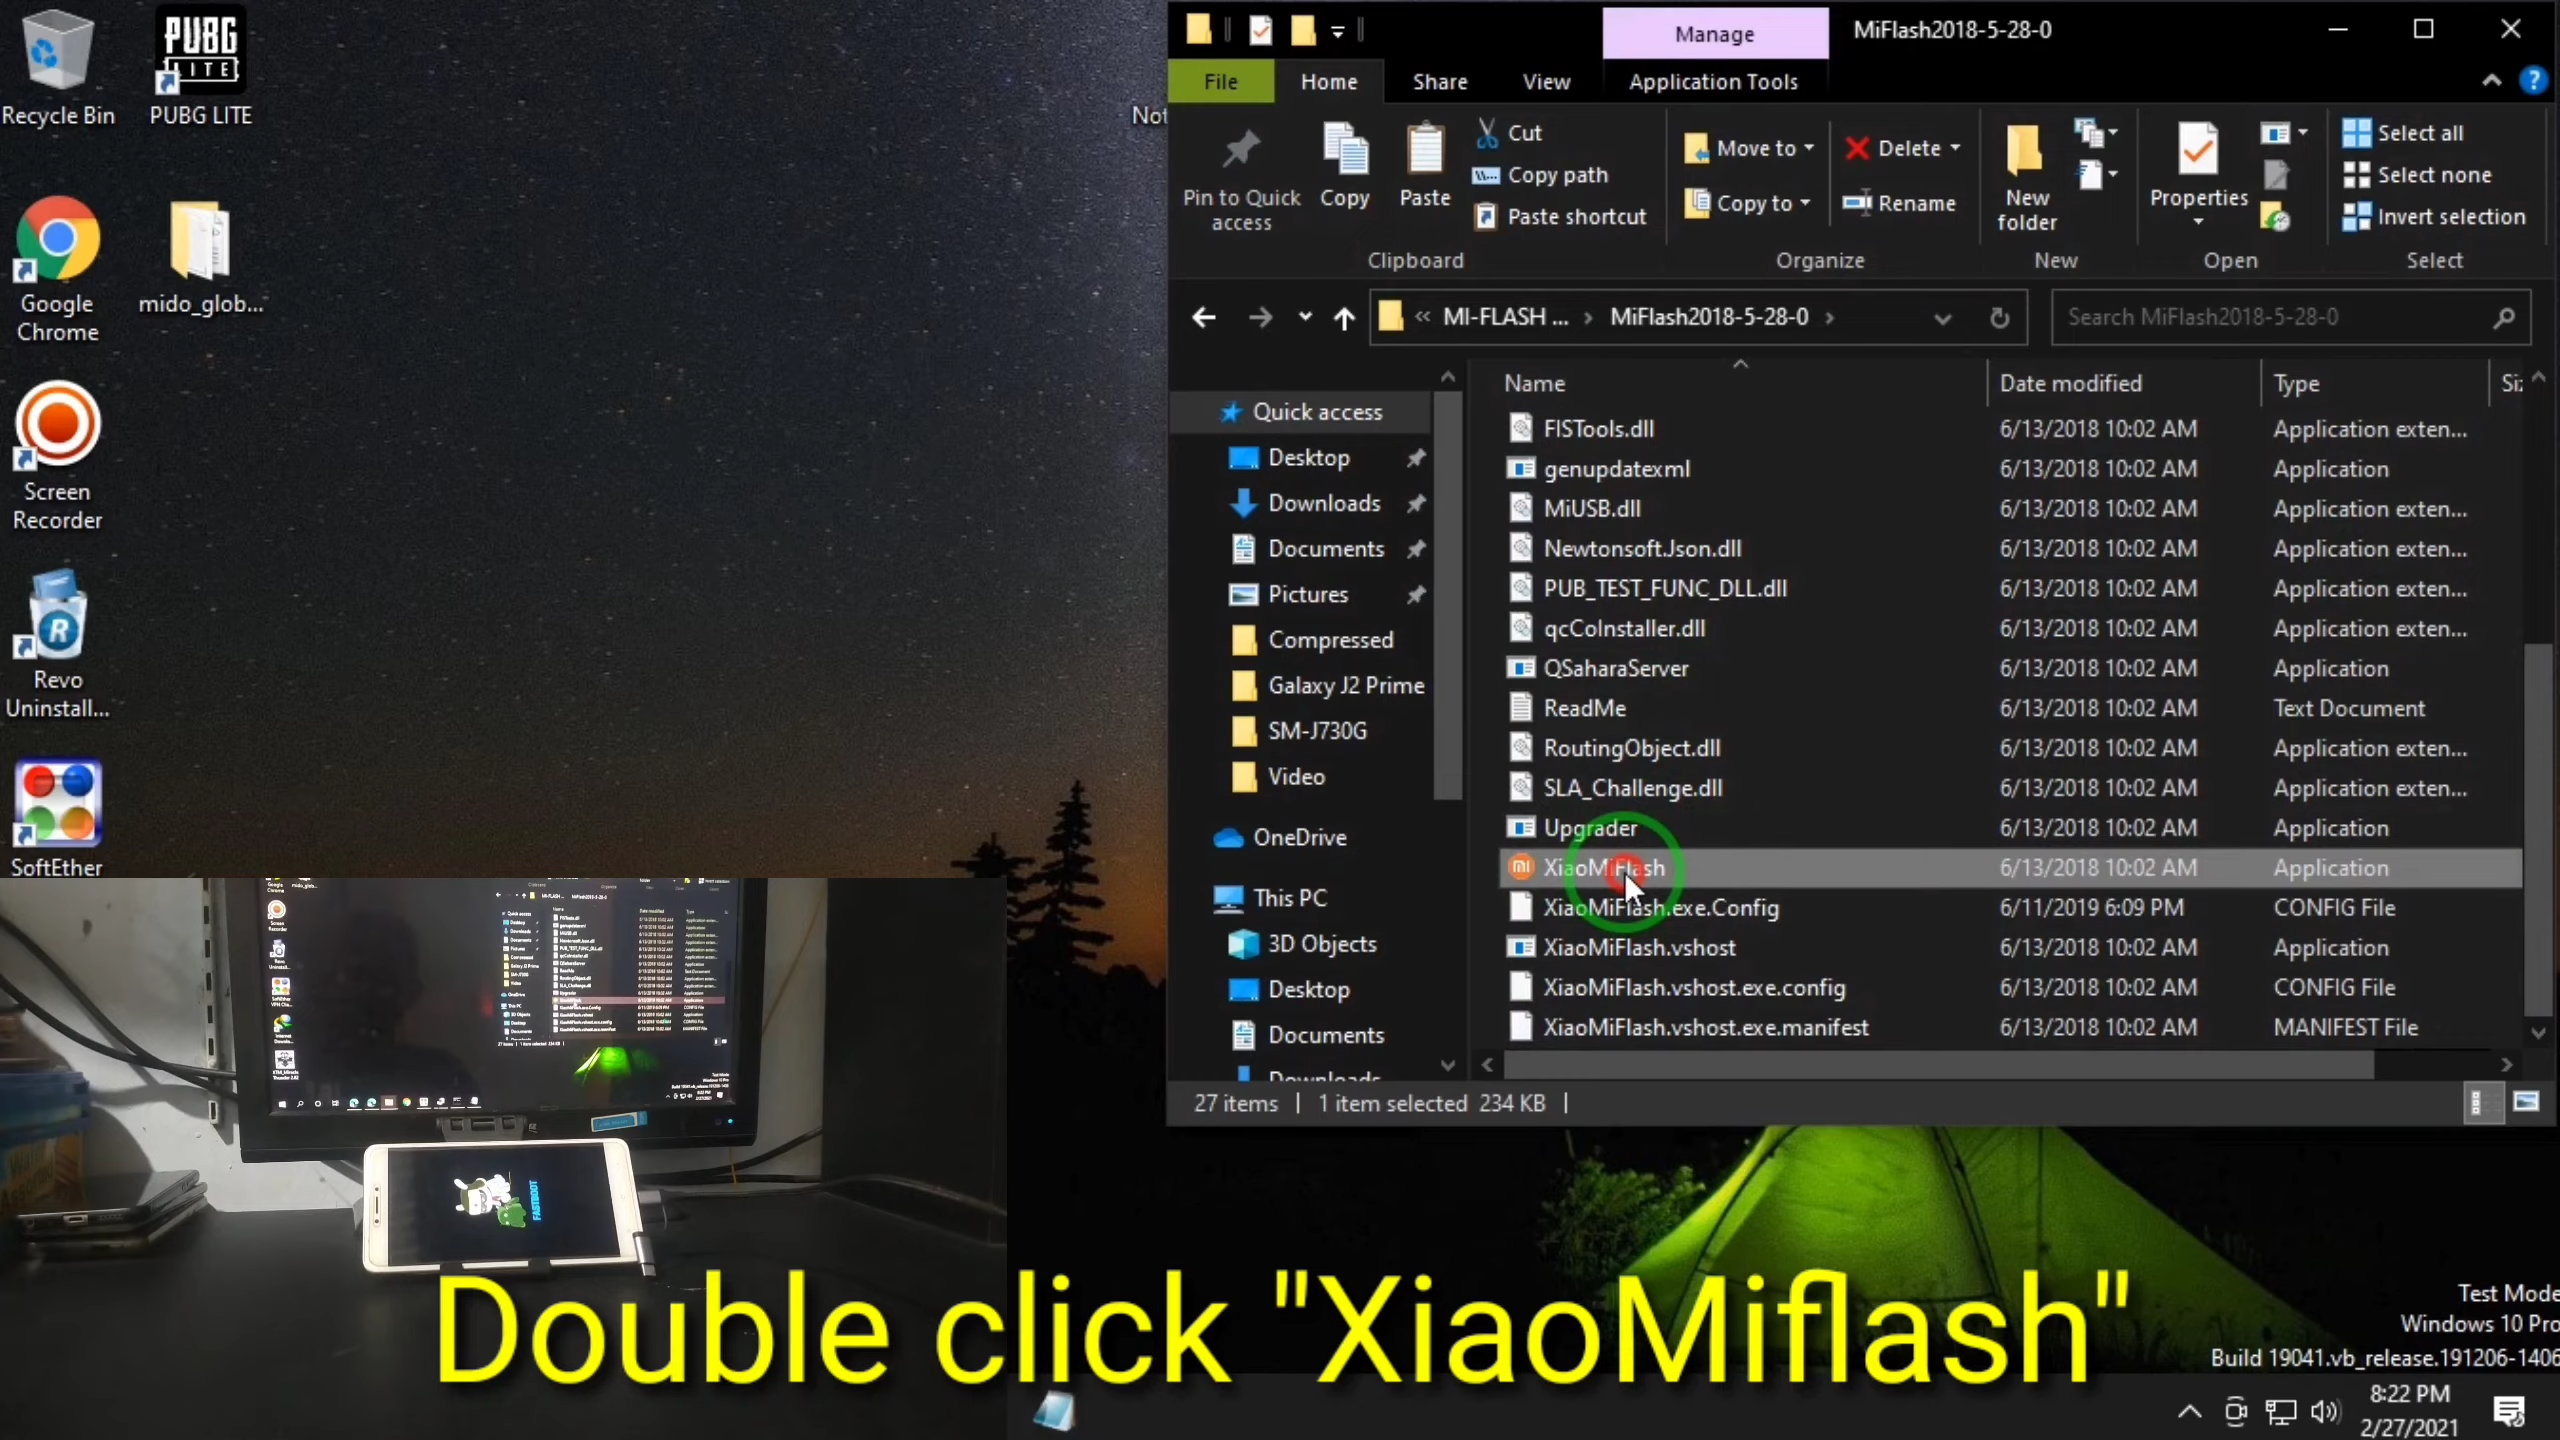 Recycle Bin
PUBG LITE
PUBG LITE
Google Chrome
mido_glob...
Screen Recorder
Revo Uninstall...
SoftEther
Not
Manage
MiFlash2018-5-28-0
File
Home
Share
View
Application Tools
Pin to Quick access
Copy
Paste
Cut
Copy path
Paste shortcut
Clipboard
Move to
Copy to
Delete
Rename
Organize
New folder
New
Properties
Open
Select all
Select none
Invert selection
Select
« MI-FLASH ... › MiFlash2018-5-28-0 ›
Search MiFlash2018-5-28-0
Quick access
Desktop
Downloads
Documents
Pictures
Compressed
Galaxy J2 Prime
SM-J730G
Video
OneDrive
This PC
3D Objects
Desktop
Documents
Downloads
Name Date modified Type Siz
FISTools.dll 6/13/2018 10:02 AM Application exten...
genupdatexml 6/13/2018 10:02 AM Application
MiUSB.dll 6/13/2018 10:02 AM Application exten...
Newtonsoft.Json.dll 6/13/2018 10:02 AM Application exten...
PUB_TEST_FUNC_DLL.dll 6/13/2018 10:02 AM Application exten...
qcCoInstaller.dll 6/13/2018 10:02 AM Application exten...
QSaharaServer 6/13/2018 10:02 AM Application
ReadMe 6/13/2018 10:02 AM Text Document
RoutingObject.dll 6/13/2018 10:02 AM Application exten...
SLA_Challenge.dll 6/13/2018 10:02 AM Application exten...
Upgrader 6/13/2018 10:02 AM Application
XiaoMiFlash 6/13/2018 10:02 AM Application
XiaoMiFlash.exe.Config 6/11/2019 6:09 PM CONFIG File
XiaoMiFlash.vshost 6/13/2018 10:02 AM Application
XiaoMiFlash.vshost.exe.config 6/13/2018 10:02 AM CONFIG File
XiaoMiFlash.vshost.exe.manifest 6/13/2018 10:02 AM MANIFEST File
27 items | 1 item selected 234 KB |
FASTBOOT
Double click "XiaoMiflash"
Test Mode
Windows 10 Pro
Build 19041.vb_release.191206-1406
8:22 PM
2/27/2021